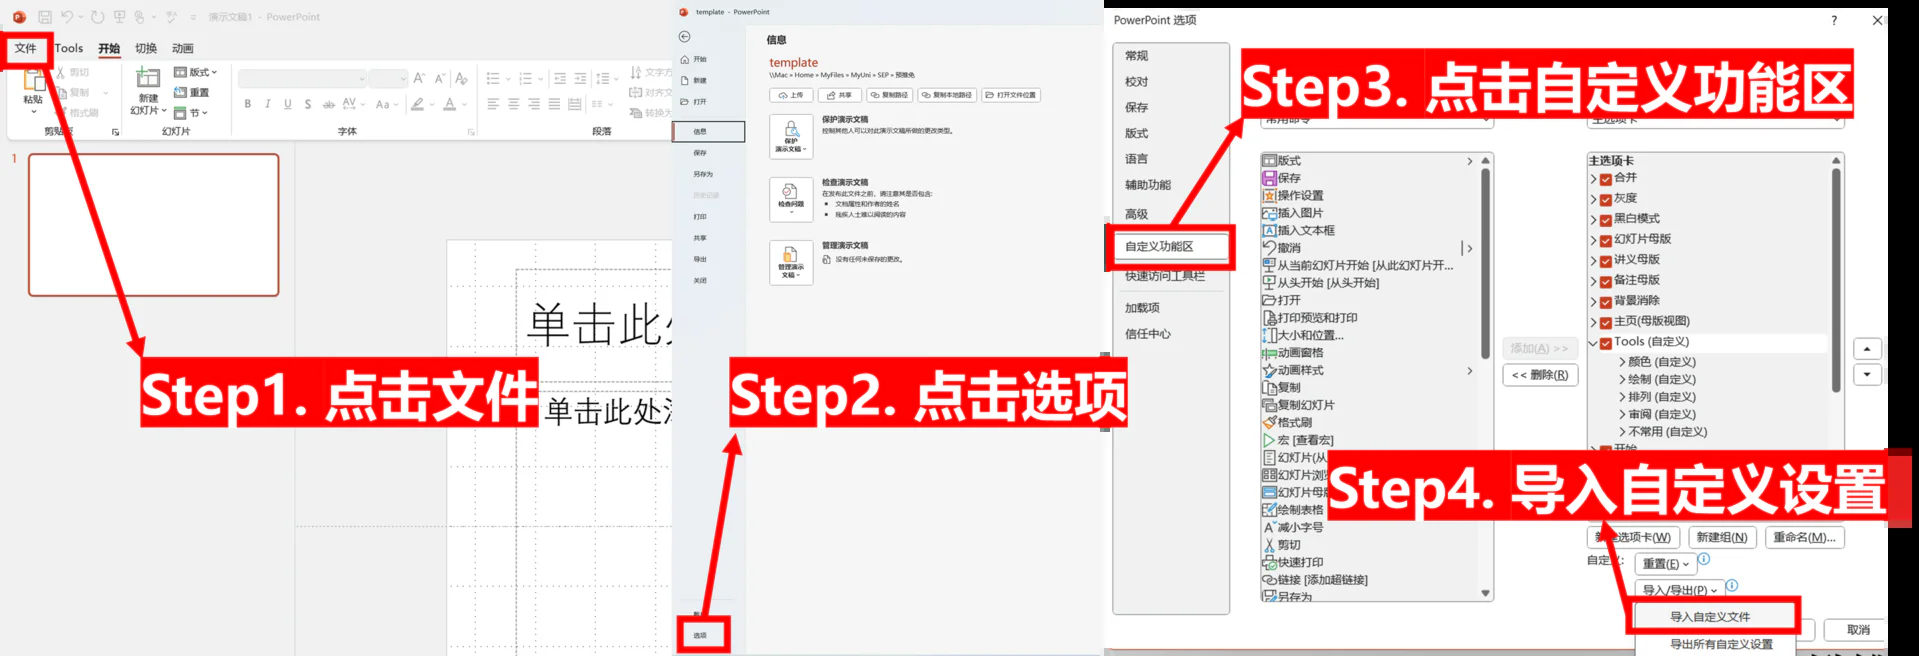 演示文稿1 - PowerPoint
文件
Tools
开始
切换
动画
粘贴
剪切
复制
格式刷
剪贴板
新建
幻灯片
版式
重置
节
幻灯片
B I U S ab AV Aa
字体
段落
文字方
对齐文
转换为
1
单击此处
单击此处添
Step1. 点击文件
template - PowerPoint
开始
新建
打开
信息
保存
另存为
历史记录
打印
共享
导出
关闭
选项
信息
template
\\Mac » Home » MyFiles » MyUni » SEP » 预推免
上传
共享
复制路径
复制本地路径
打开文件位置
保护
演示文稿
保护演示文稿
控制其他人可以对此演示文稿所做的更改类型。
检查问题
检查演示文稿
在发布此文件之前，请注意其是否包含:
文档属性和作者的姓名
残疾人士难以阅读的内容
管理演示
文稿
管理演示文稿
没有任何未保存的更改。
Step2. 点击选项
PowerPoint 选项
?
常规
校对
保存
版式
语言
辅助功能
高级
自定义功能区
快速访问工具栏
加载项
信任中心
Step3. 点击自定义功能区
常用命令
主选项卡
版式
保存
操作设置
插入图片
插入文本框
撤消
从当前幻灯片开始 [从此幻灯片开...
从头开始 [从头开始]
打开
打印预览和打印
大小和位置...
动画窗格
动画样式
复制
复制幻灯片
格式刷
宏 [查看宏]
幻灯片(从
幻灯片浏览
幻灯片母版
绘制表格
减小字号
剪切
快速打印
链接 [添加超链接]
另存为
添加(A) >>
<< 删除(R)
主选项卡
合并
灰度
黑白模式
幻灯片母版
讲义母版
备注母版
背景消除
主页(母版视图)
Tools (自定义)
颜色 (自定义)
绘制 (自定义)
排列 (自定义)
审阅 (自定义)
不常用 (自定义)
开始
Step4. 导入自定义设置
新建选项卡(W)
新建组(N)
重命名(M)...
自定义:
重置(E)
导入/导出(P)
导入自定义文件
导出所有自定义设置
取消